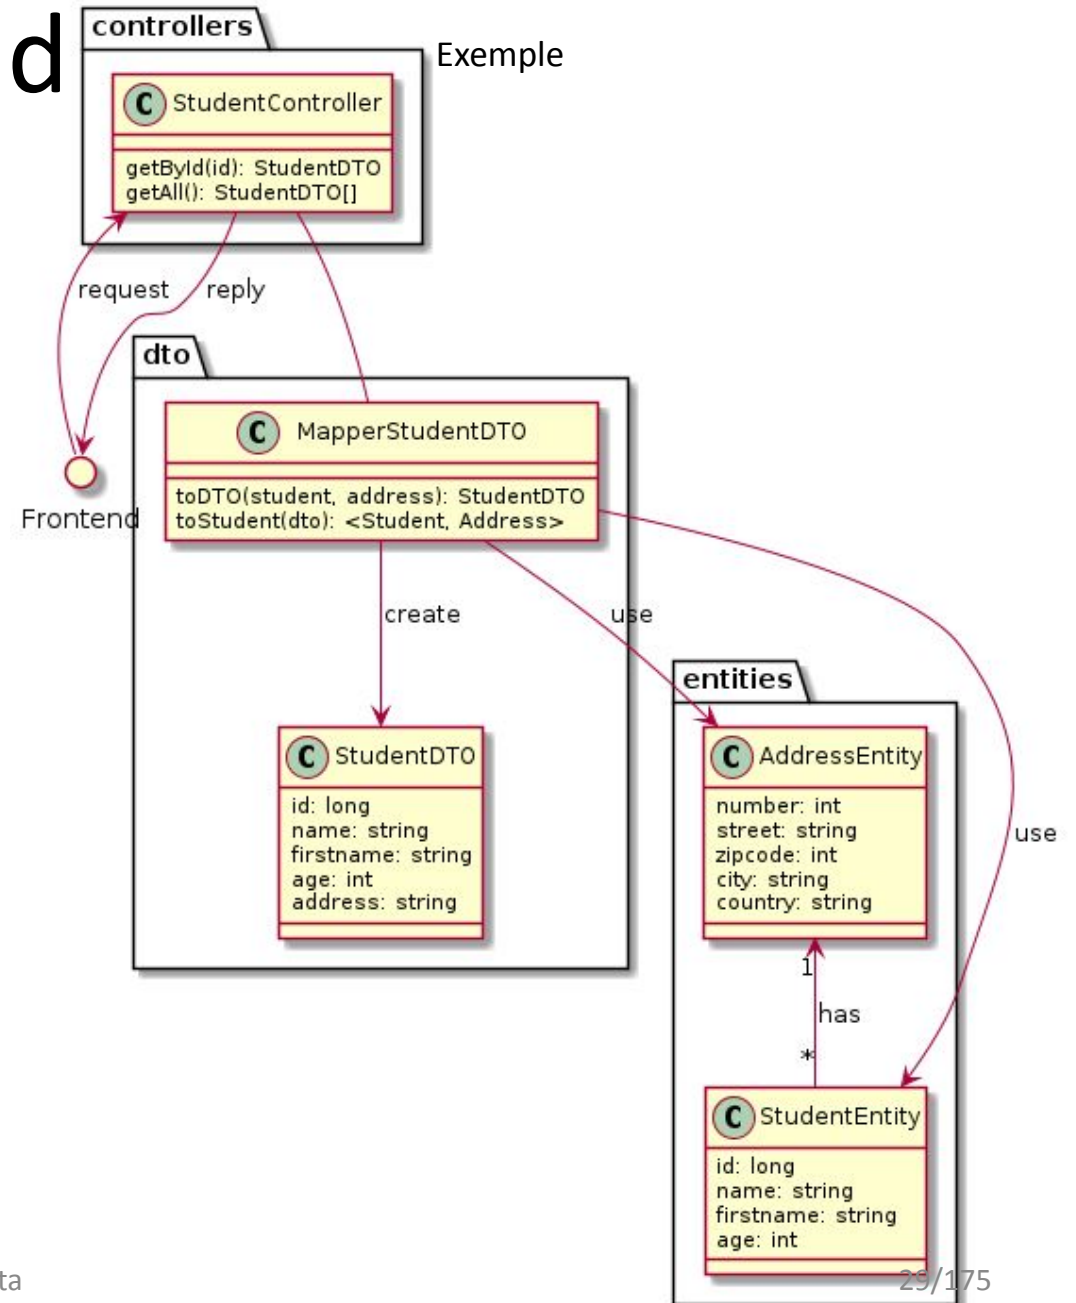 d
controllers
Exemple
C StudentController
getById(id): StudentDTO
getAll(): StudentDTO[]
request
reply
dto
C MapperStudentDTO
toDTO(student, address): StudentDTO
toStudent(dto): <Student, Address>
Frontend
create
use
entities
C StudentDTO
id: long
name: string
firstname: string
age: int
address: string
C AddressEntity
number: int
street: string
zipcode: int
city: string
country: string
use
1
has
*
C StudentEntity
id: long
name: string
firstname: string
age: int
ta
29/175